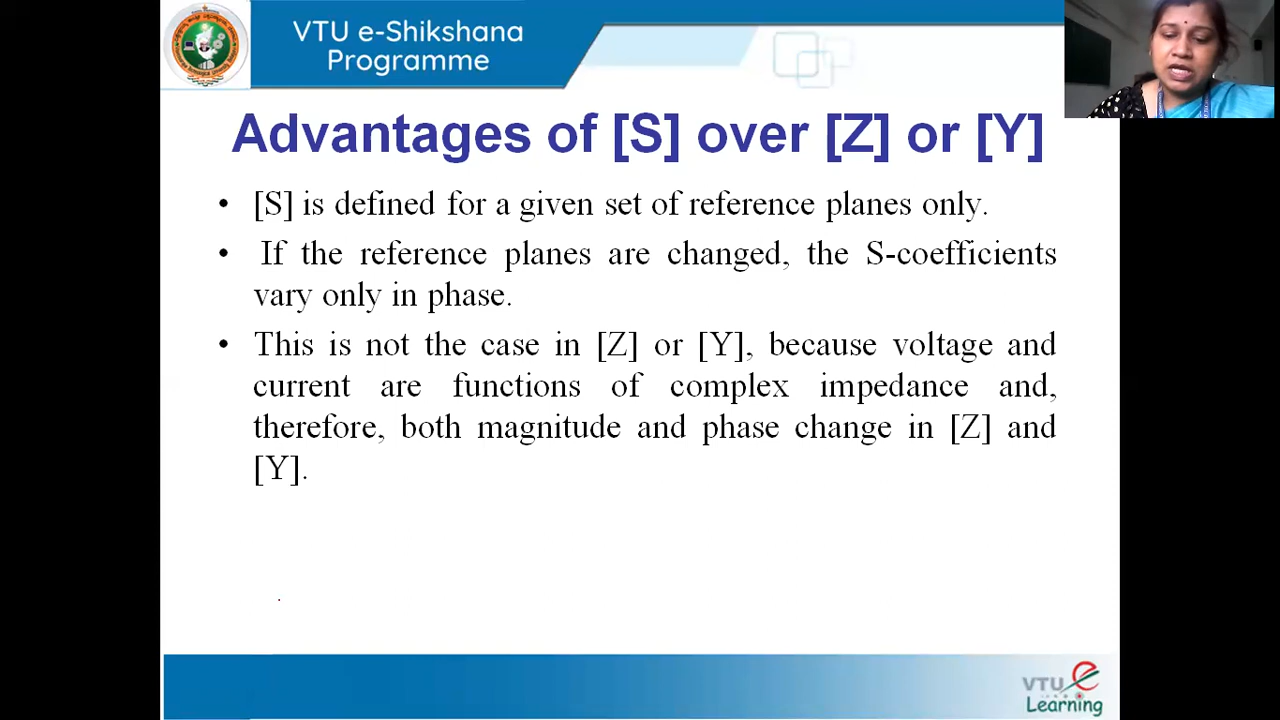 VTU e-Shikshana
Programme
Advantages of [S] over [Z] or [Y]
• [S] is defined for a given set of reference planes only.
• If the reference planes are changed, the S-coefficients
vary only in phase.
• This is not the case in [Z] or [Y], because voltage and
current are functions of complex impedance and,
therefore, both magnitude and phase change in [Z] and
[Y].
VTU e
Learning